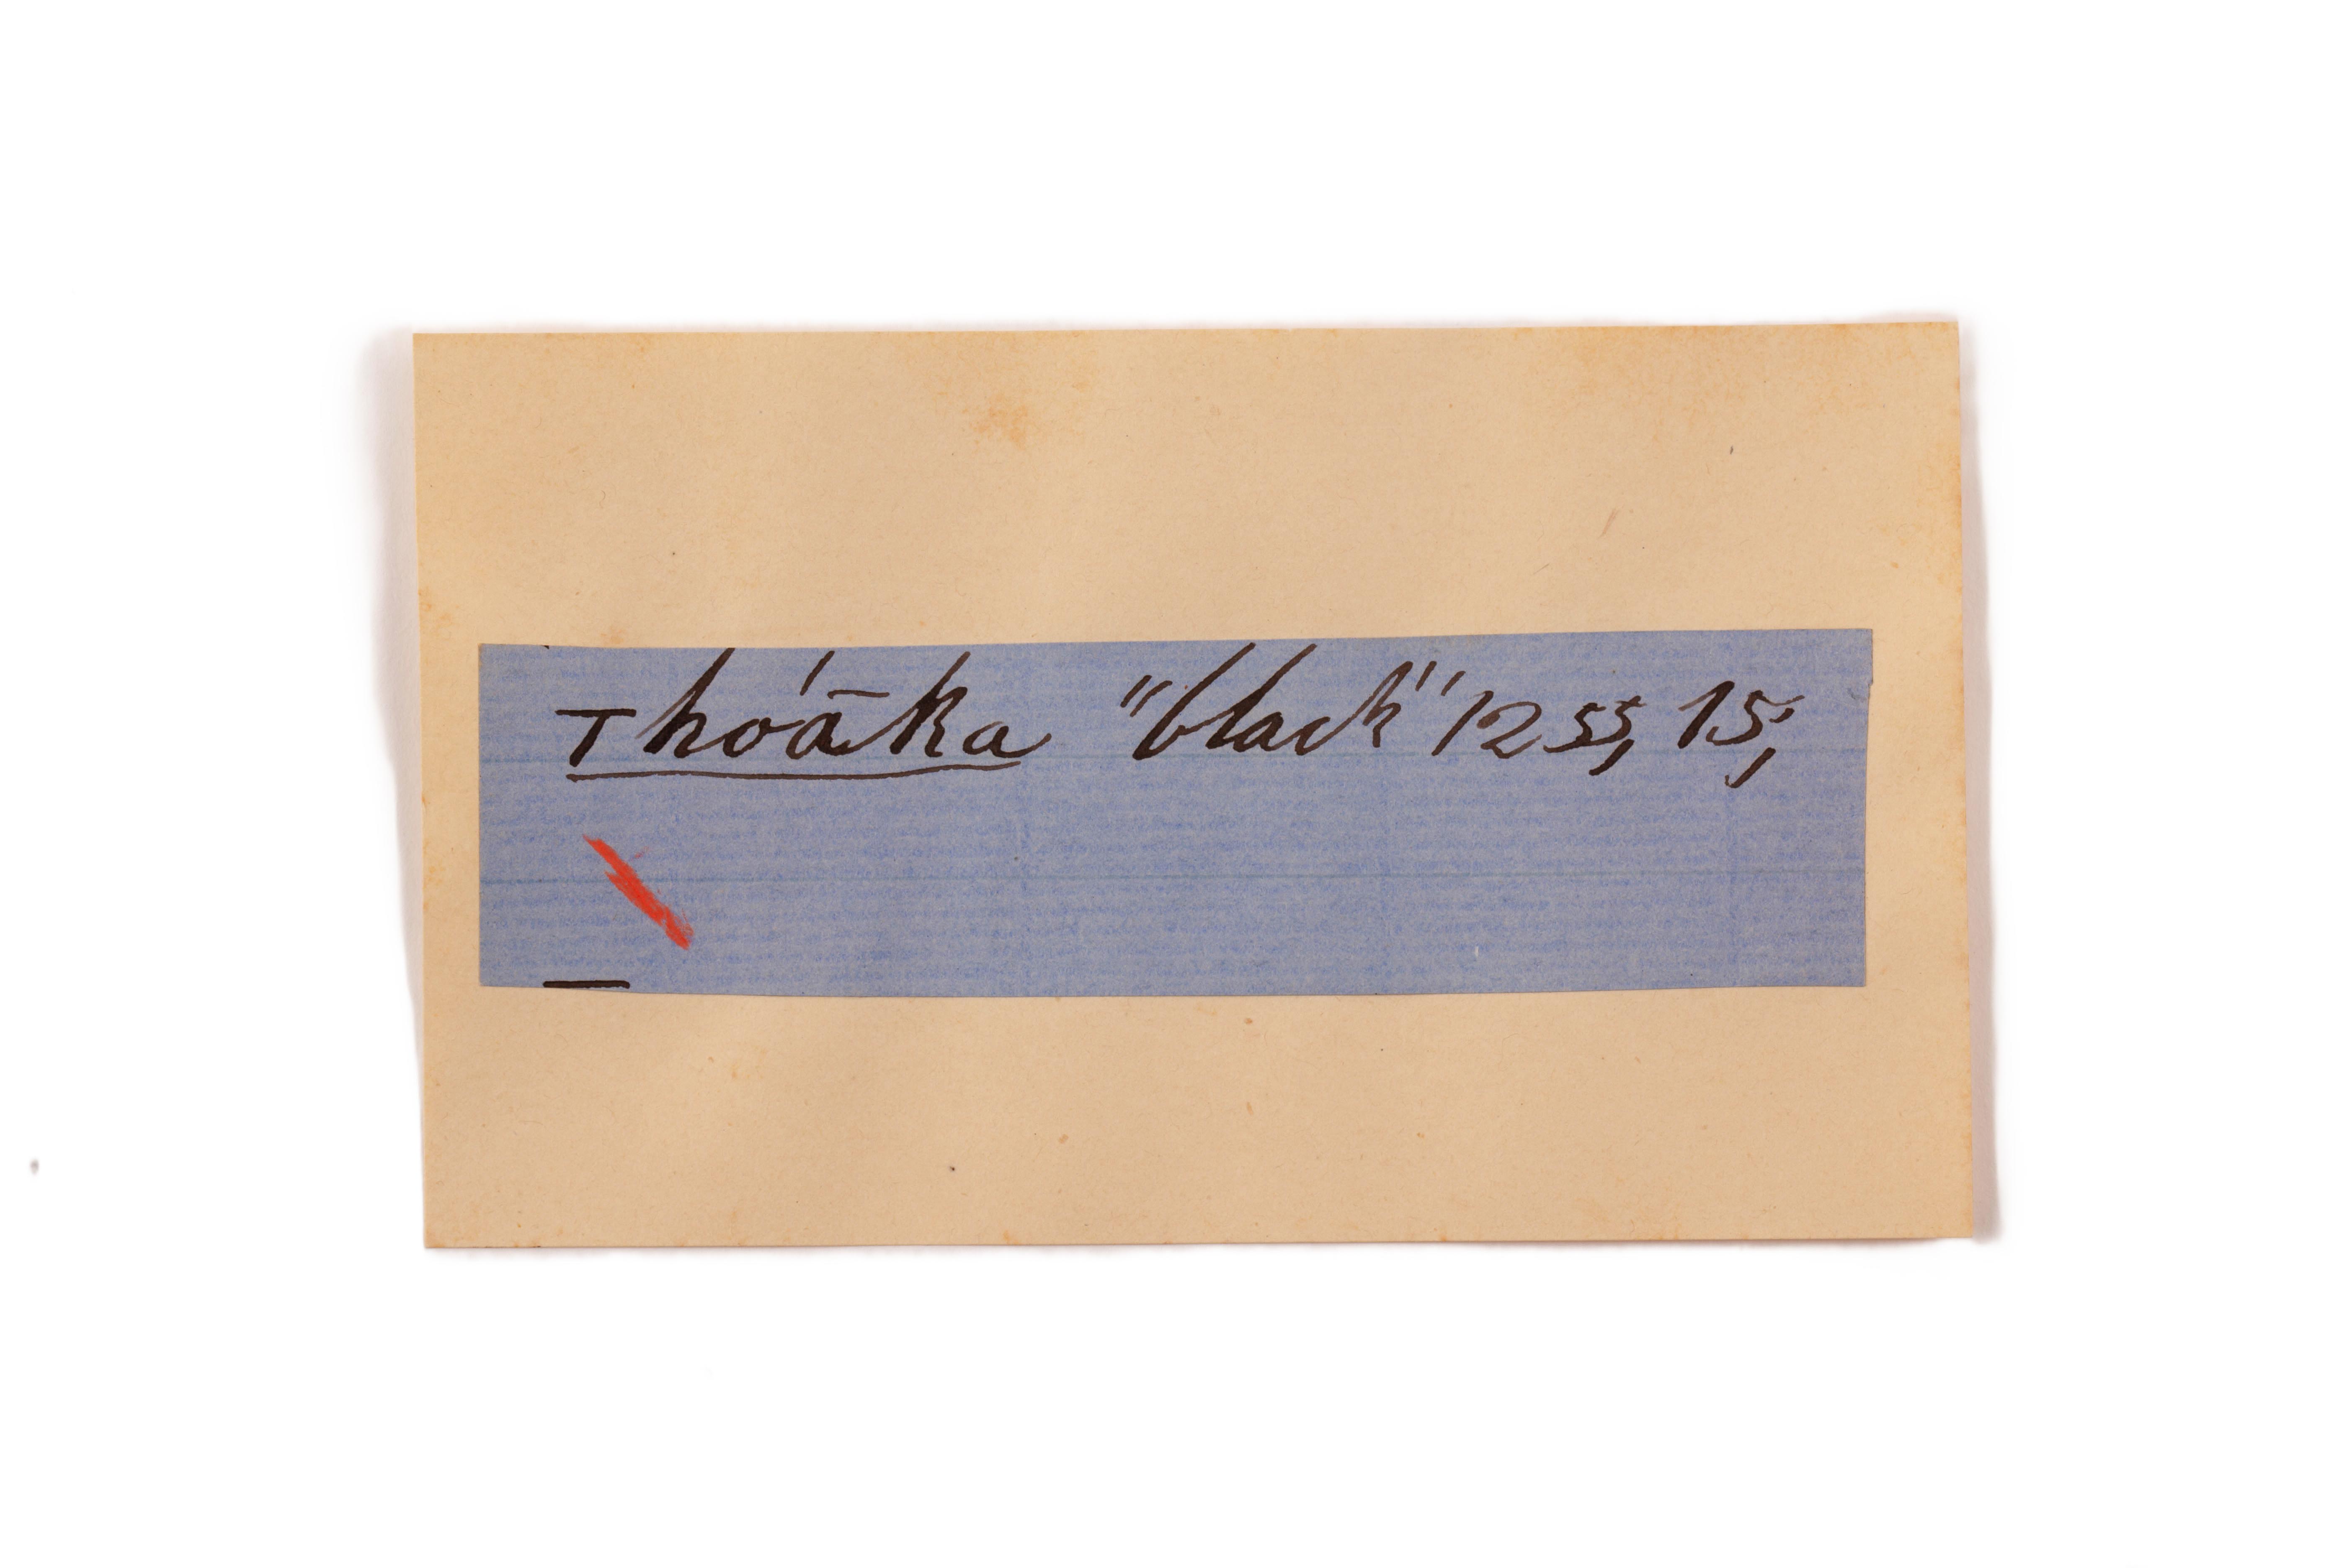 Thóāka "black" 1255, 15,